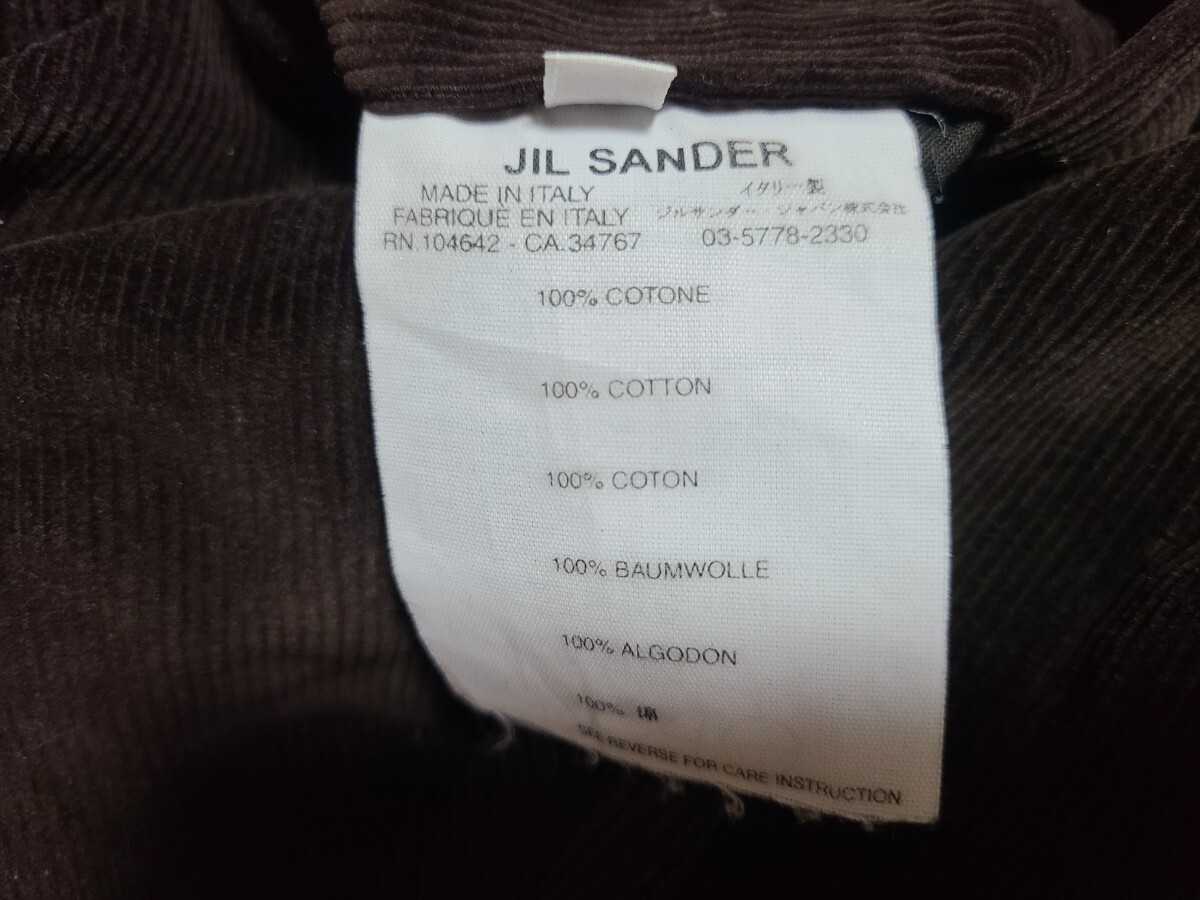 JIL SANDER
MADE IN ITALY
FABRIQUE EN ITALY
RN.104642 - CA.34767
イタリー製
ジルサンダー ジャパン株式会社
03-5778-2330
100% COTONE
100% COTTON
100% COTON
100% BAUMWOLLE
100% ALGODON
100% 綿
SEE REVERSE FOR CARE INSTRUCTION